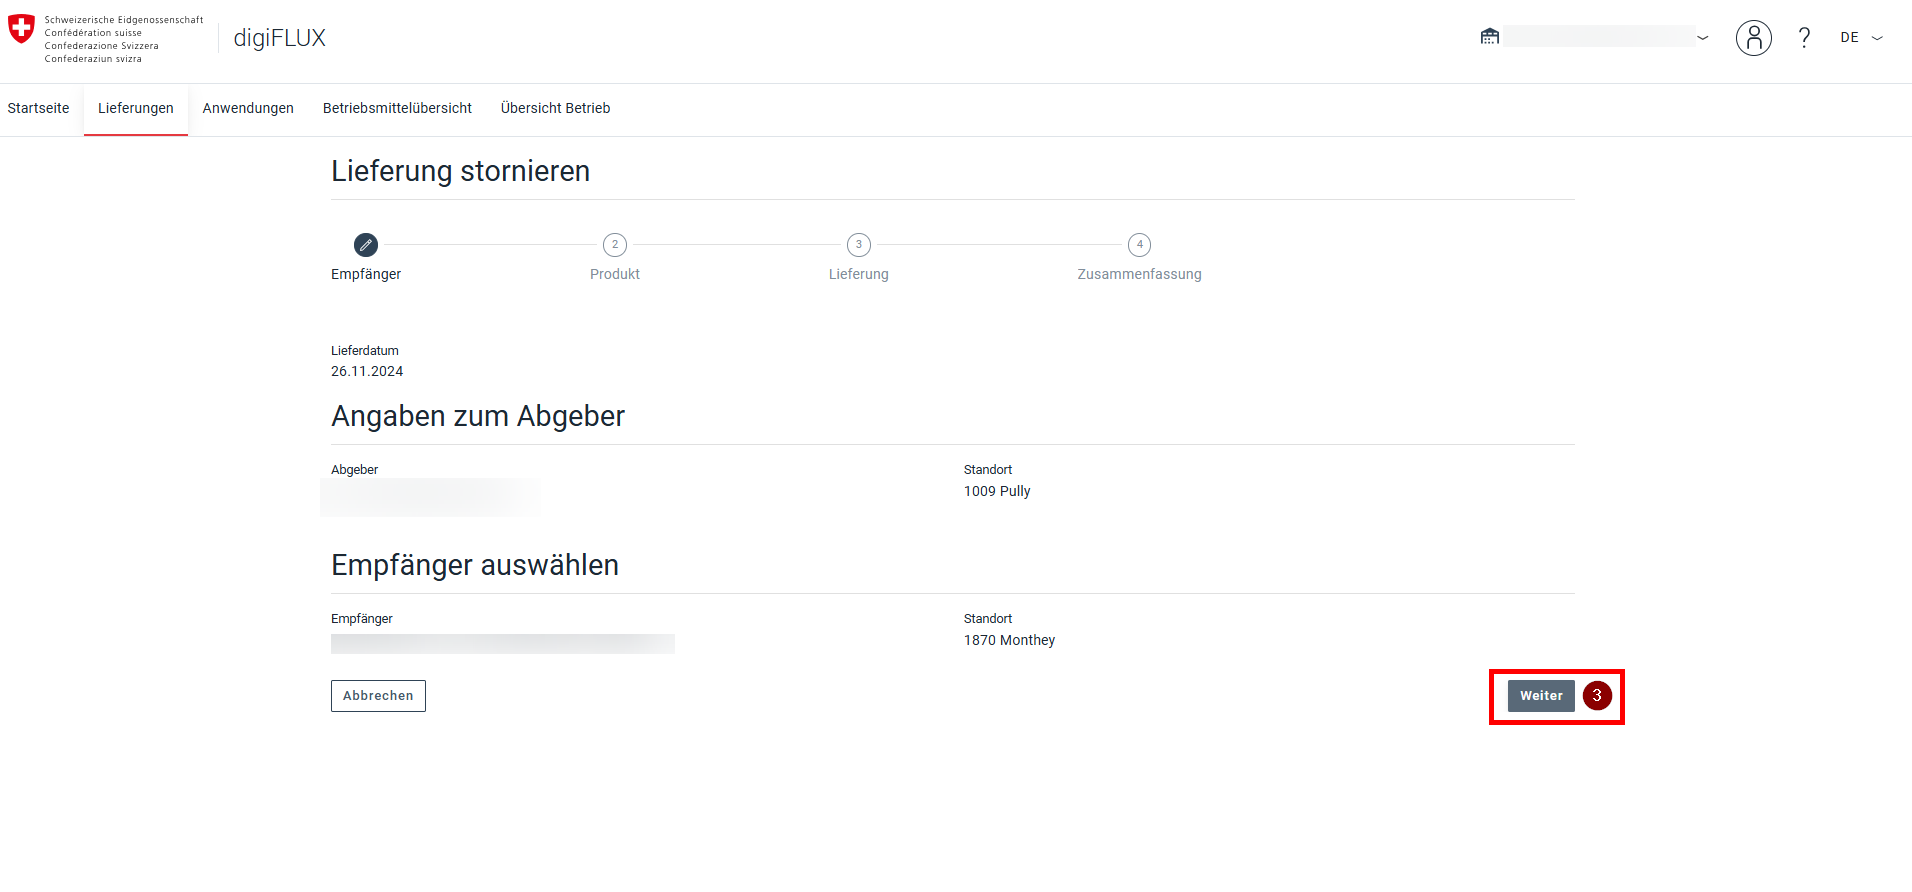 Schweizerische Eidgenossenschaft
Confédération suisse
Confederazione Svizzera
Confederaziun svizra
digiFLUX
?
DE
Startseite
Lieferungen
Anwendungen
Betriebsmittelübersicht
Übersicht Betrieb
Lieferung stornieren
2
3
4
Empfänger
Produkt
Lieferung
Zusammenfassung
Lieferdatum
26.11.2024
Angaben zum Abgeber
Abgeber
Standort
1009 Pully
Empfänger auswählen
Empfänger
Standort
1870 Monthey
Abbrechen
Weiter
3